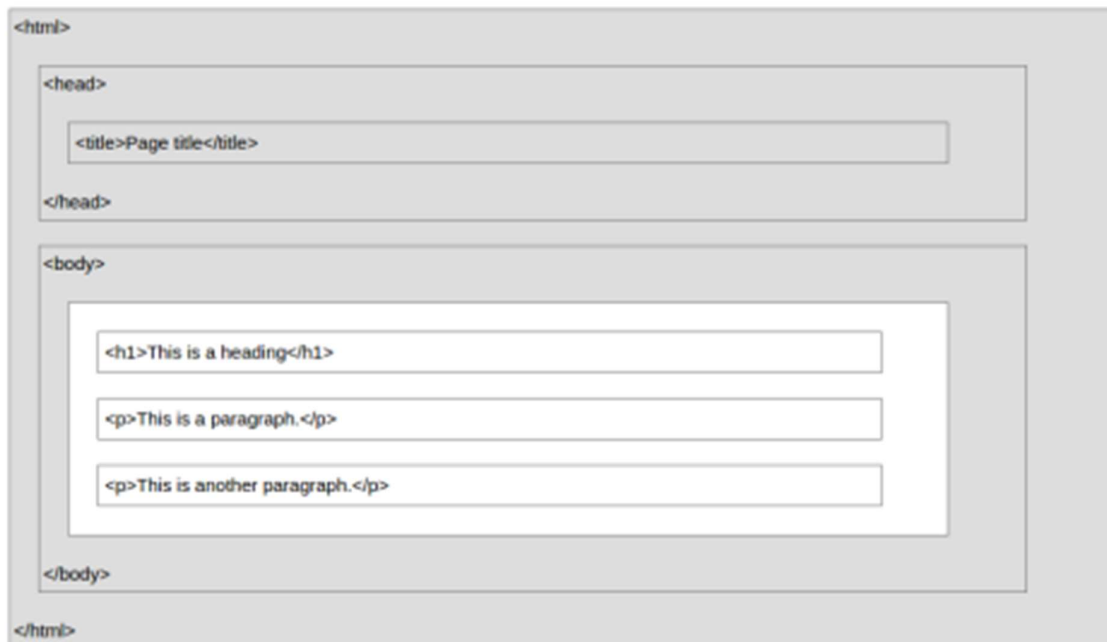 <html>
<head>
<title>Page title</title>
</head>
<body>
<h1>This is a heading</h1>
<p>This is a paragraph.</p>
<p>This is another paragraph.</p>
</body>
</html>